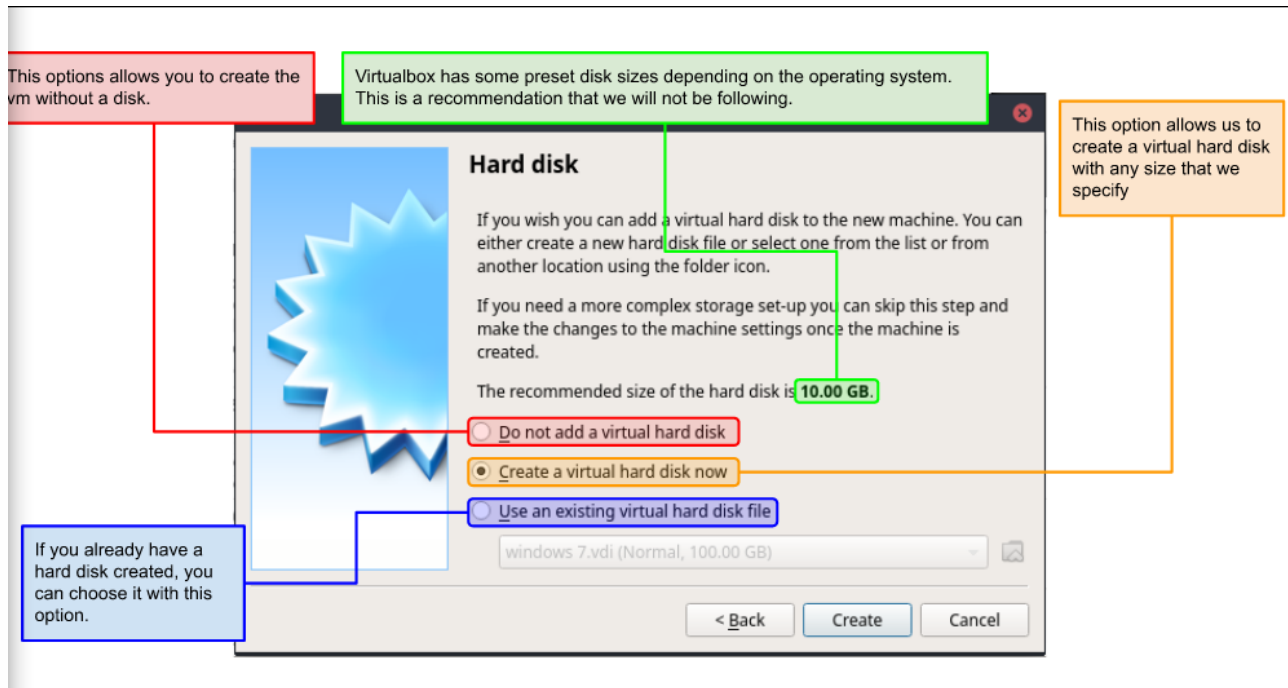 This options allows you to create the
vm without a disk.
Virtualbox has some preset disk sizes depending on the operating system.
This is a recommendation that we will not be following.
This option allows us to
create a virtual hard disk
with any size that we
specify
Hard disk
If you wish you can add a virtual hard disk to the new machine. You can
either create a new hard disk file or select one from the list or from
another location using the folder icon.
If you need a more complex storage set-up you can skip this step and
make the changes to the machine settings once the machine is
created.
The recommended size of the hard disk is 10.00 GB.
Do not add a virtual hard disk
Create a virtual hard disk now
Use an existing virtual hard disk file
windows 7.vdi (Normal, 100.00 GB)
If you already have a
hard disk created, you
can choose it with this
option.
< Back
Create
Cancel